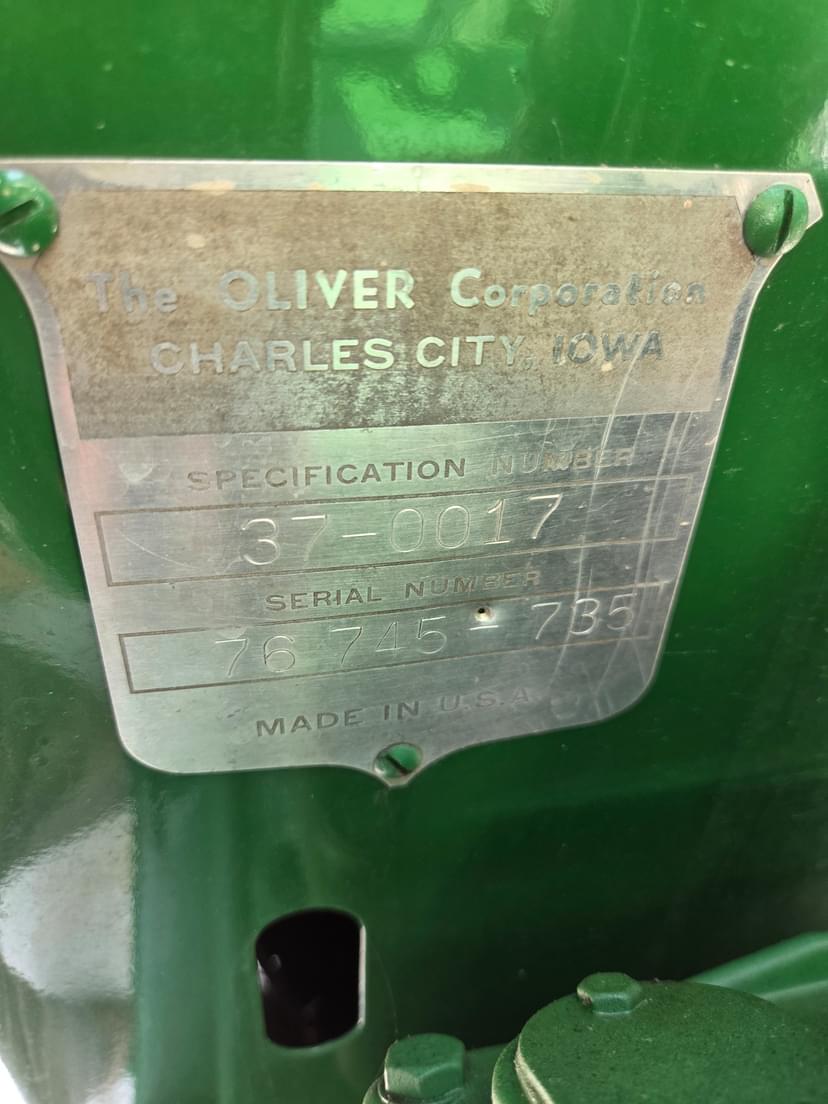 The OLIVER Corporation
CHARLES CITY, IOWA
SPECIFICATION NUMBER
37-0017
SERIAL NUMBER
76 745-735
MADE IN U.S.A.